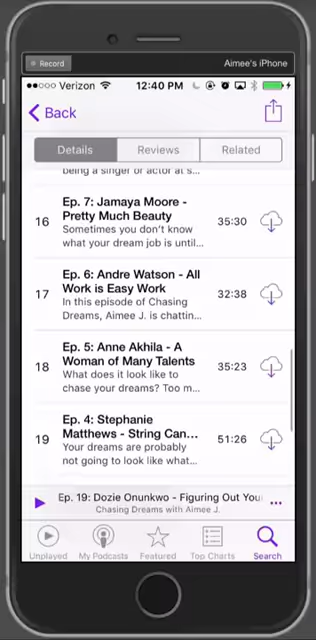 Record
Aimee's iPhone
Verizon
12:40 PM
Back
Details
Reviews
Related
being a singer or actor at s...
16
Ep. 7: Jamaya Moore -
Pretty Much Beauty
Sometimes you don't know
what your dream job is until...
35:30
17
Ep. 6: Andre Watson - All
Work is Easy Work
In this episode of Chasing
Dreams, Aimee J. is chattin...
32:38
18
Ep. 5: Anne Akhila - A
Woman of Many Talents
What does it look like to
chase your dreams? Too m...
35:23
19
Ep. 4: Stephanie
Matthews - String Can...
Your dreams are probably
not going to look like what...
51:26
Ep. 19: Dozie Onunkwo - Figuring Out You
Chasing Dreams with Aimee J.
...
Unplayed
My Podcasts
Featured
Top Charts
Search